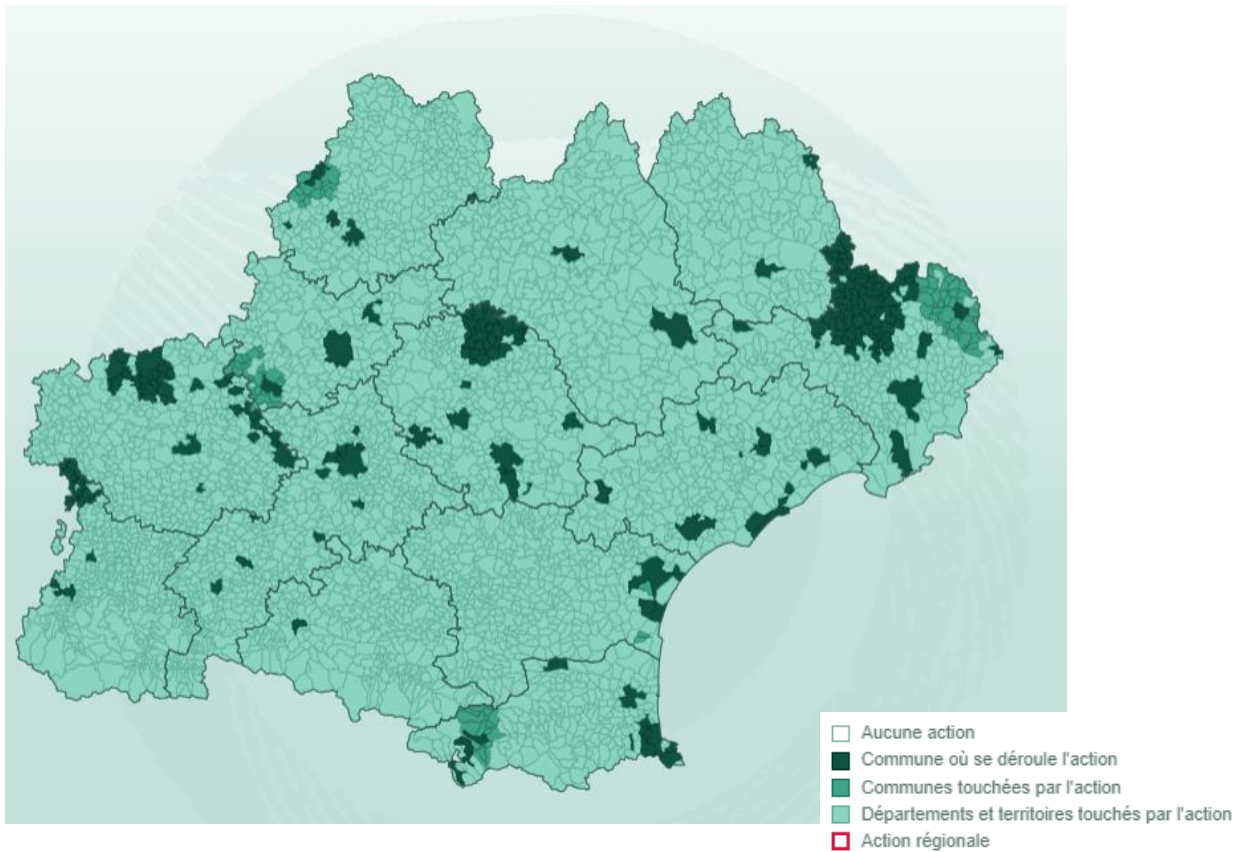 Aucune action
Commune où se déroule l'action
Communes touchées par l'action
Départements et territoires touchés par l'action
Action régionale